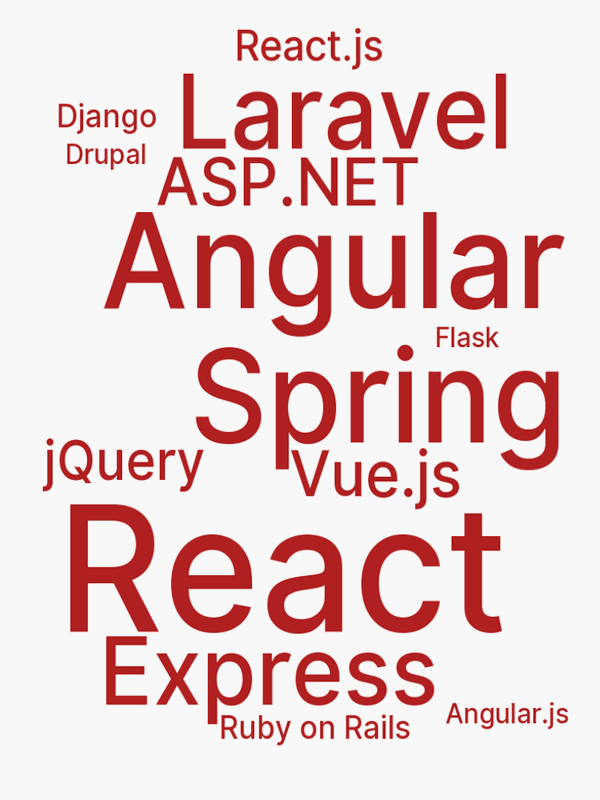 React.js
Laravel
Django
Drupal
ASP.NET
Angular
Flask
Spring
jQuery
Vue.js
React
Express
Angular.js
Ruby on Rails